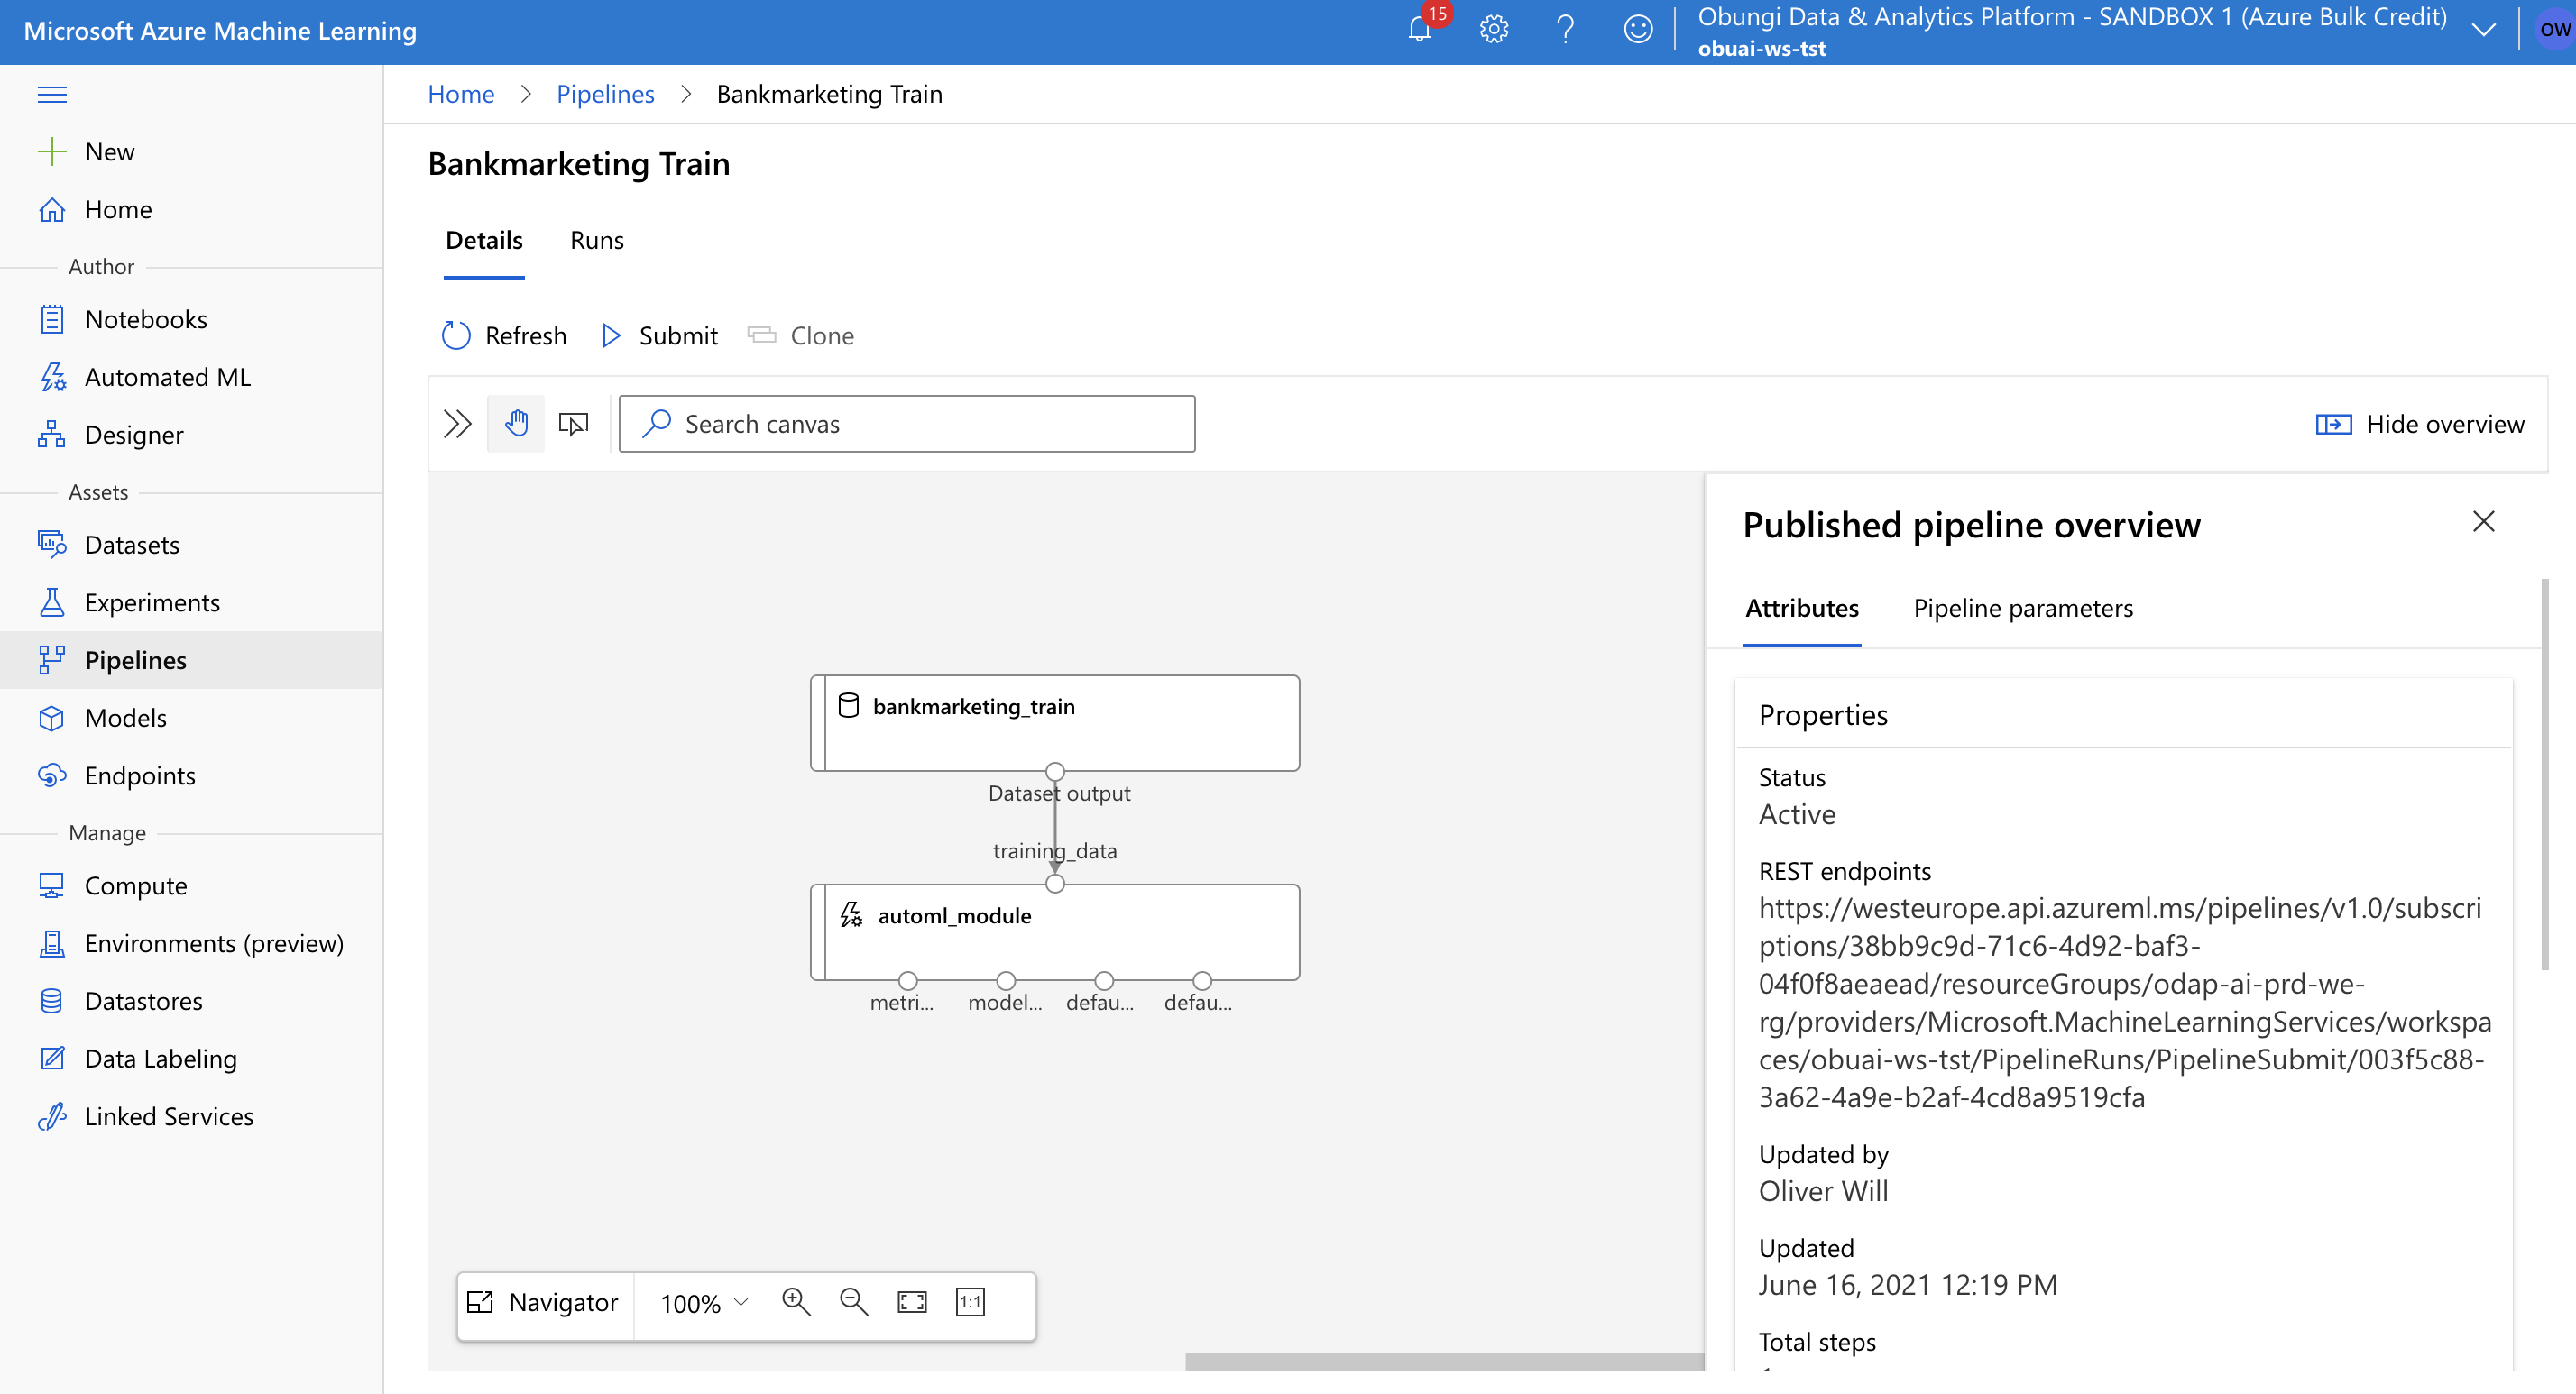 Microsoft Azure Machine Learning
15
Obungi Data & Analytics Platform - SANDBOX 1 (Azure Bulk Credit)
obuai-ws-tst
OW
Home > Pipelines > Bankmarketing Train
New
Home
Author
Notebooks
Automated ML
Designer
Assets
Datasets
Experiments
Pipelines
Models
Endpoints
Manage
Compute
Environments (preview)
Datastores
Data Labeling
Linked Services
Bankmarketing Train
Details Runs
Refresh Submit Clone
Search canvas
Hide overview
bankmarketing_train
Dataset output
training_data
automl_module
metri... model... defau... defau...
Navigator 100% 1:1
Published pipeline overview
Attributes Pipeline parameters
Properties
Status
Active
REST endpoints
https://westeurope.api.azureml.ms/pipelines/v1.0/subscri
ptions/38bb9c9d-71c6-4d92-baf3-
04f0f8aeaead/resourceGroups/odap-ai-prd-we-
rg/providers/Microsoft.MachineLearningServices/workspa
ces/obuai-ws-tst/PipelineRuns/PipelineSubmit/003f5c88-
3a62-4a9e-b2af-4cd8a9519cfa
Updated by
Oliver Will
Updated
June 16, 2021 12:19 PM
Total steps